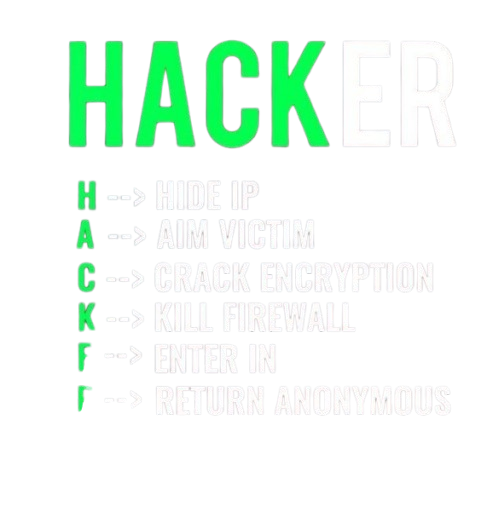 HACKER
H --> HIDE IP
A --> AIM VICTIM
C --> CRACK ENCRYPTION
K --> KILL FIREWALL
E --> ENTER IN
R --> RETURN ANONYMOUS